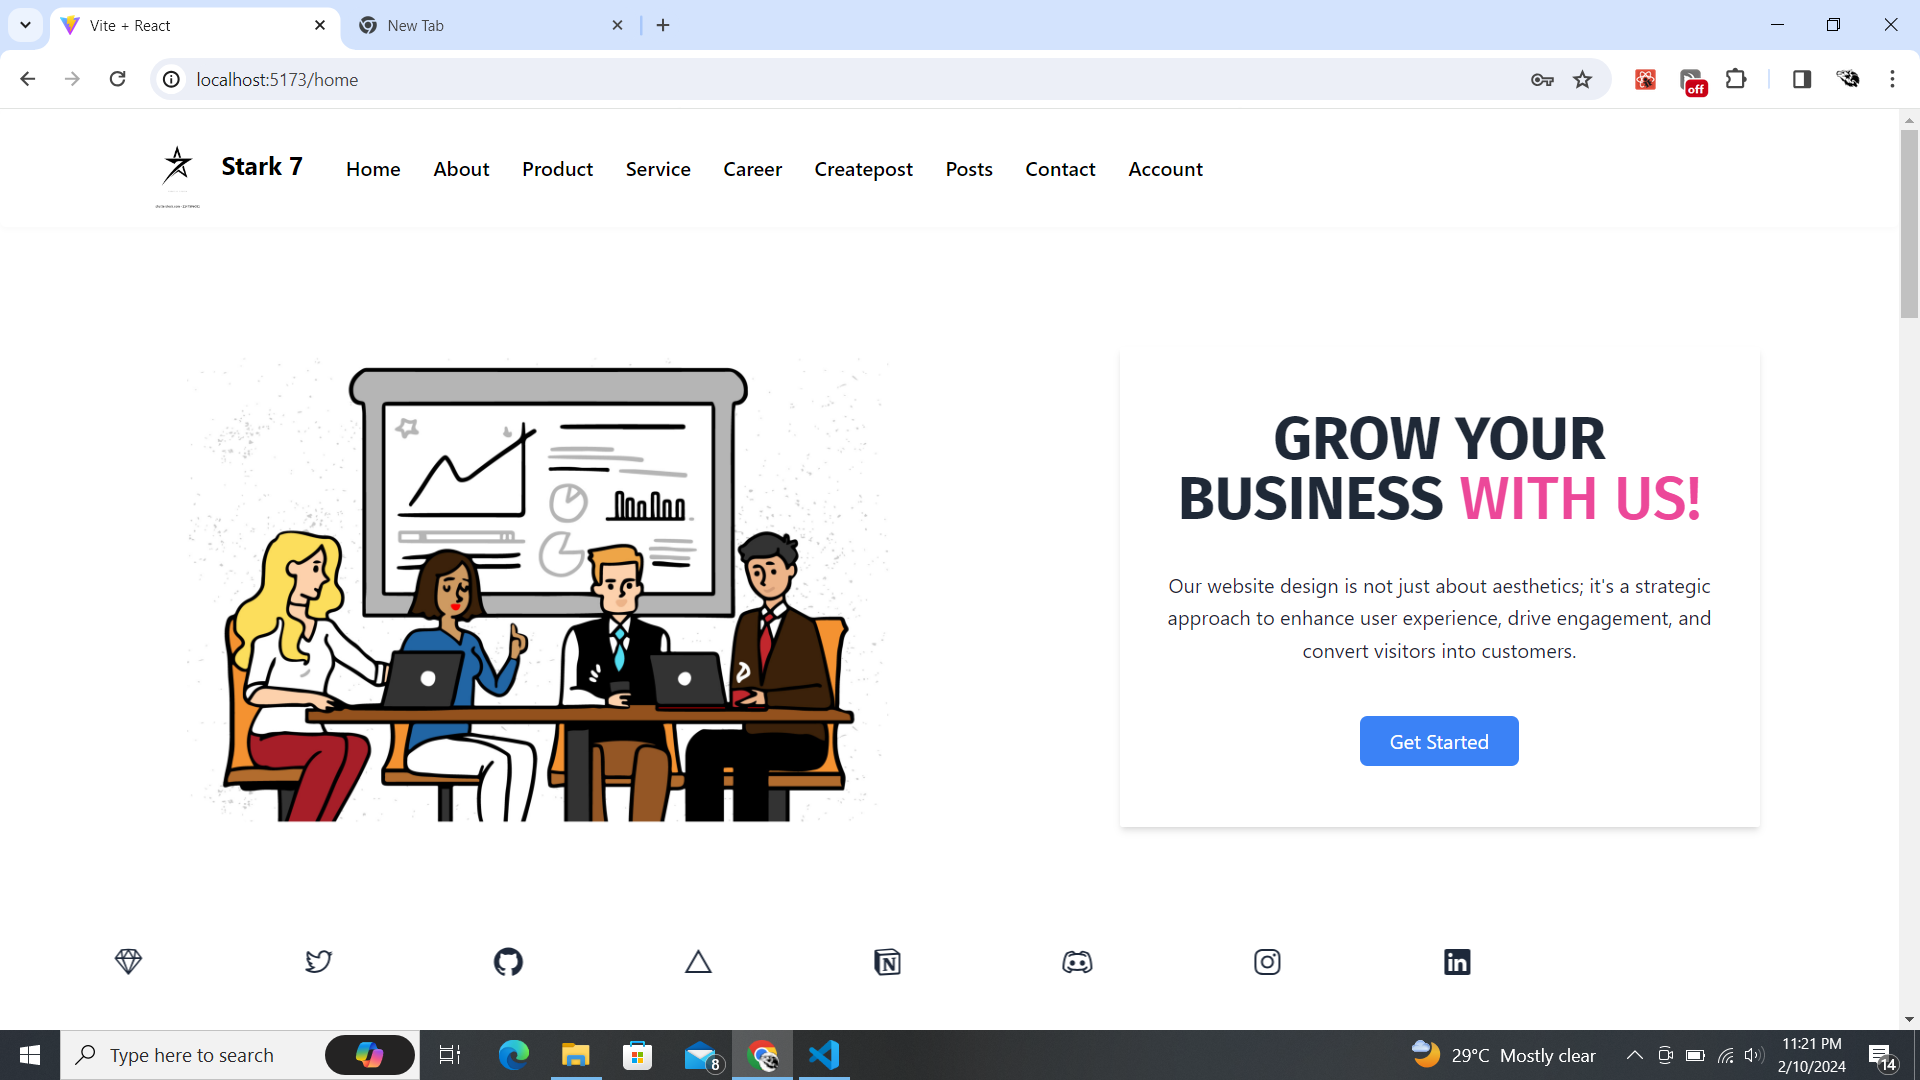 Vite + React
New Tab
localhost:5173/home
off
Stark 7
Home
About
Product
Service
Career
Createpost
Posts
Contact
Account
GROW YOUR
BUSINESS WITH US!
Our website design is not just about aesthetics; it's a strategic
approach to enhance user experience, drive engagement, and
convert visitors into customers.
Get Started
Type here to search
8
29°C Mostly clear
11:21 PM
2/10/2024
14